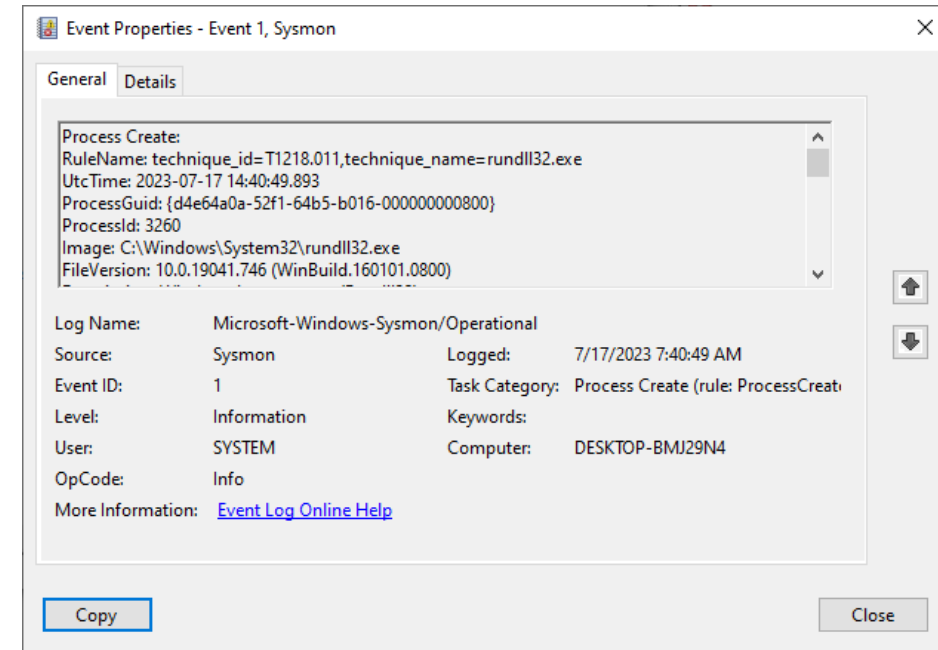 Event Properties - Event 1, Sysmon
General Details
Process Create:
RuleName: technique_id=T1218.011,technique_name=rundll32.exe
UtcTime: 2023-07-17 14:40:49.893
ProcessGuid: {d4e64a0a-52f1-64b5-b016-000000000800}
ProcessId: 3260
Image: C:\Windows\System32\rundll32.exe
FileVersion: 10.0.19041.746 (WinBuild.160101.0800)
Log Name: Microsoft-Windows-Sysmon/Operational
Source: Sysmon Logged: 7/17/2023 7:40:49 AM
Event ID: 1 Task Category: Process Create (rule: ProcessCreat
Level: Information Keywords:
User: SYSTEM Computer: DESKTOP-BMJ29N4
OpCode: Info
More Information: Event Log Online Help
Copy Close